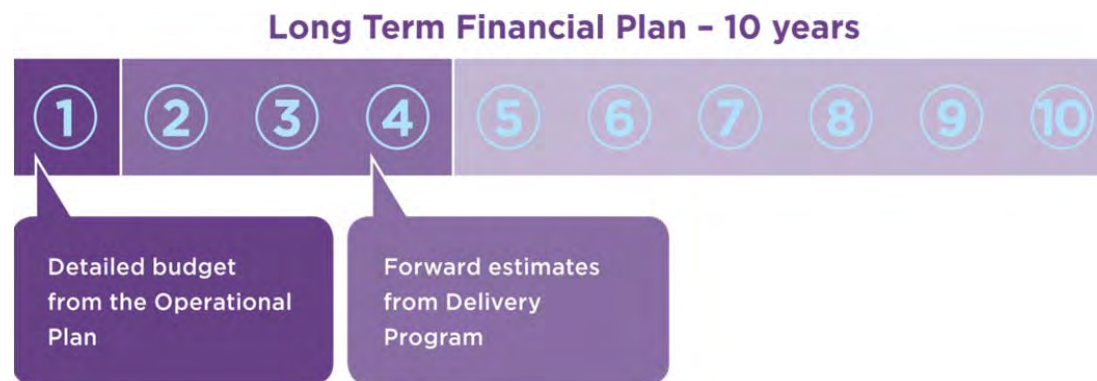 Long Term Financial Plan – 10 years
1 2 3 4 5 6 7 8 9 10
Detailed budget
from the Operational
Plan
Forward estimates
from Delivery
Program